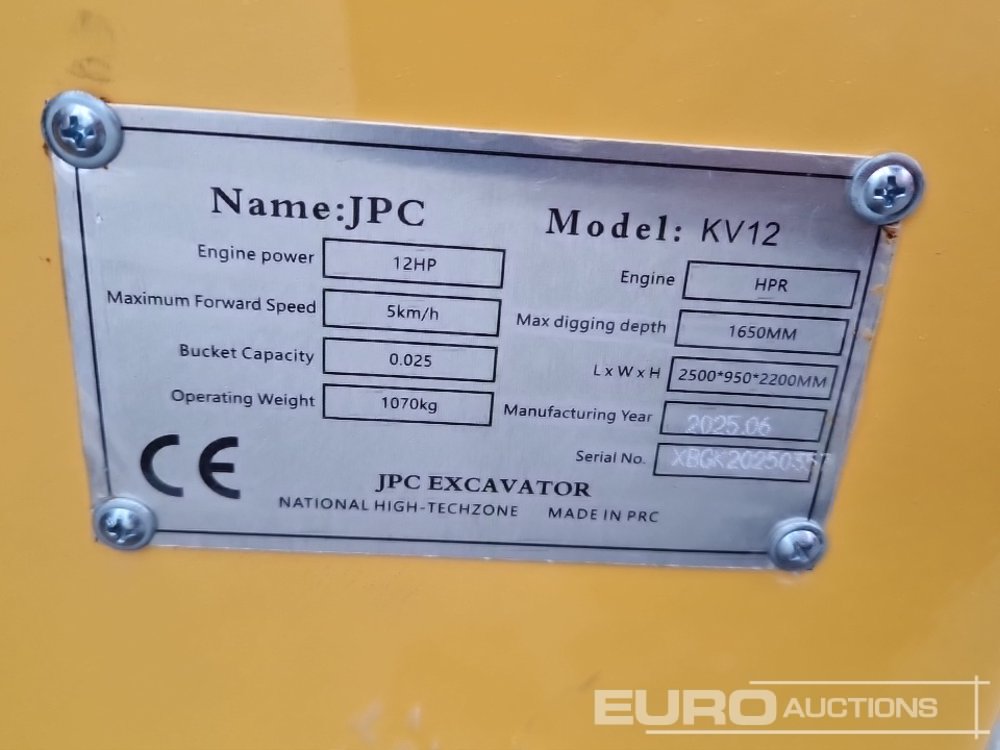 Name:JPC
Model: KV12
Engine power 12HP
Engine HPR
Maximum Forward Speed 5km/h
Max digging depth 1650MM
Bucket Capacity 0.025
L x W x H 2500*950*2200MM
Operating Weight 1070kg
Manufacturing Year 2025.06
Serial No.
CE
JPC EXCAVATOR
NATIONAL HIGH-TECHZONE MADE IN PRC
EURO AUCTIONS